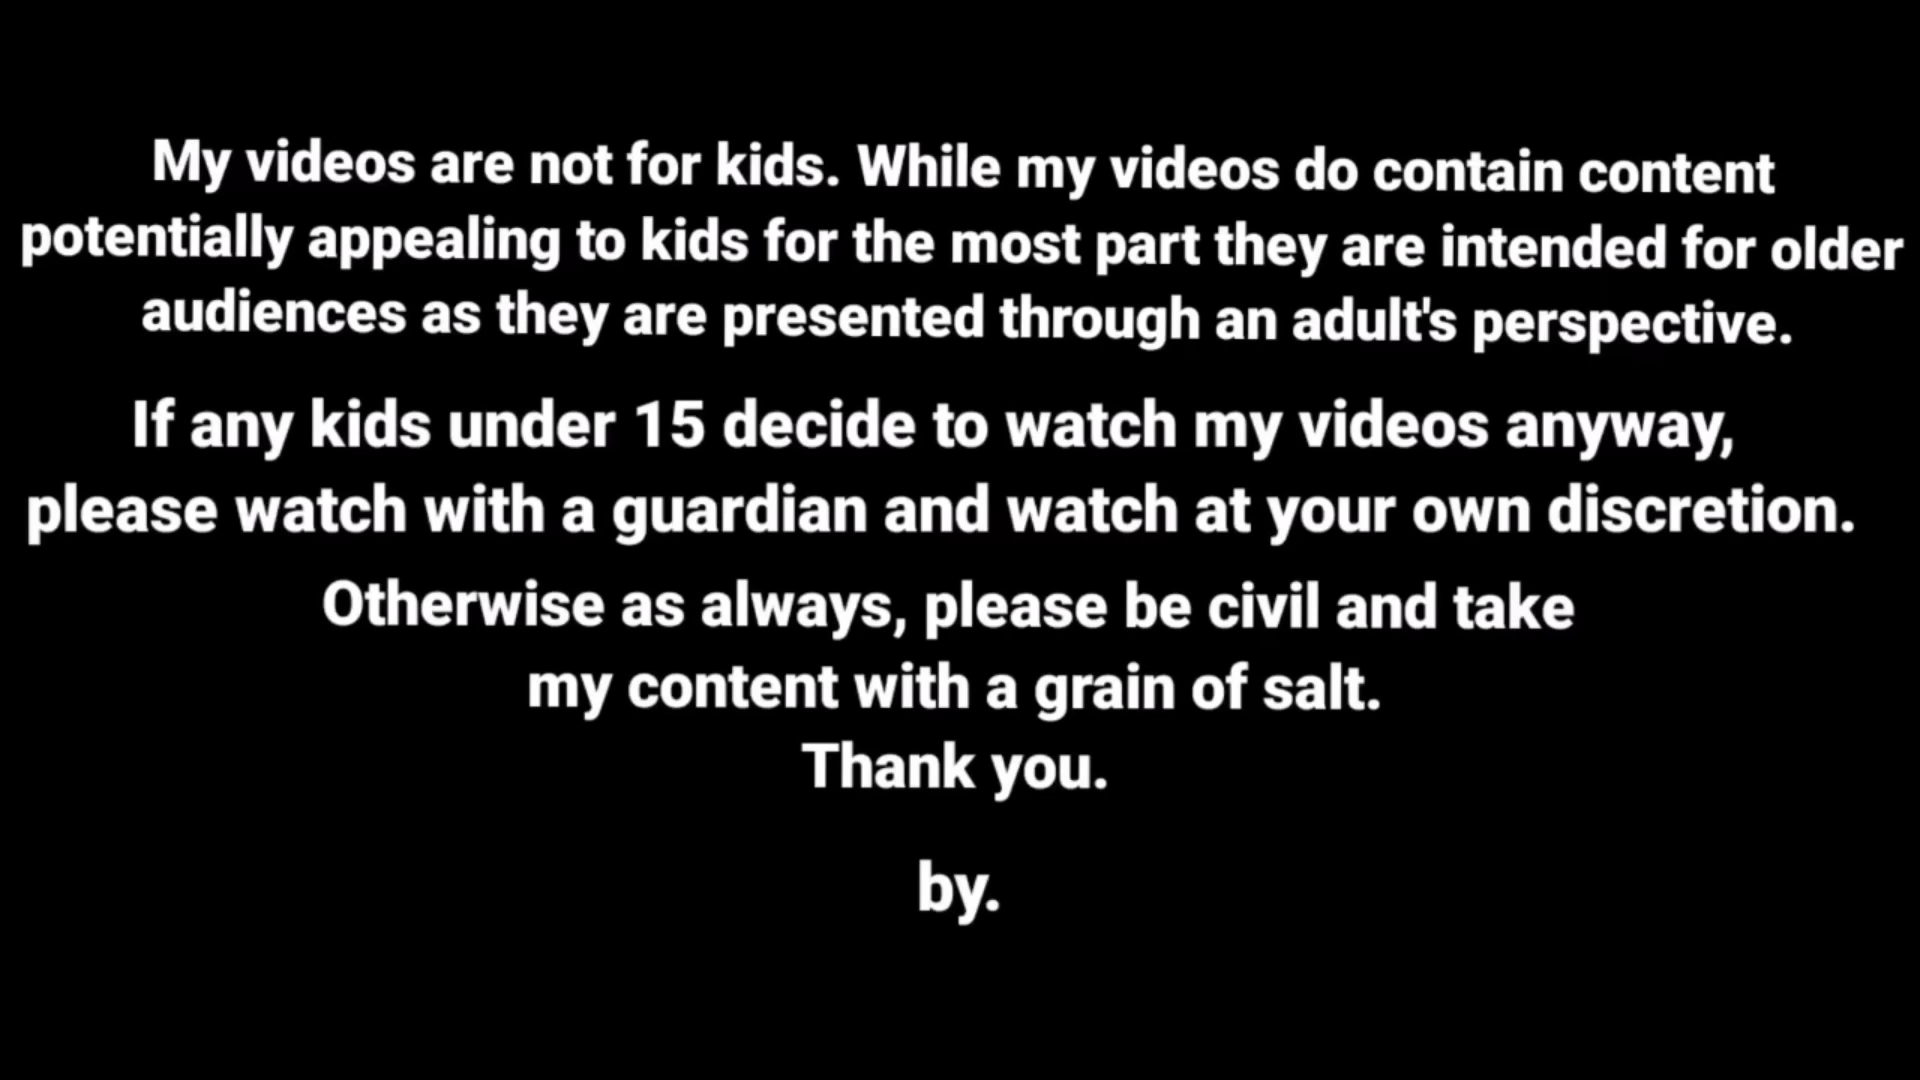 My videos are not for kids. While my videos do contain content
potentially appealing to kids for the most part they are intended for older
audiences as they are presented through an adult's perspective.
If any kids under 15 decide to watch my videos anyway,
please watch with a guardian and watch at your own discretion.
Otherwise as always, please be civil and take
my content with a grain of salt.
Thank you.
by.